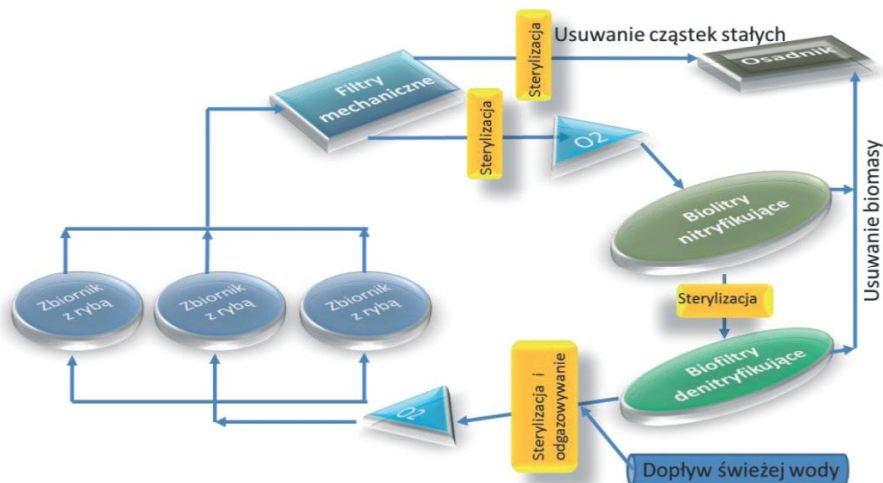 Usuwanie cząstek stałych
Sterylizacja
Osadnik
Filtry
mechaniczne
Sterylizacja
O2
Biolitry
nitryfikujące
Usuwanie biomasy
Zbiornik
z rybą
Zbiornik
z rybą
Zbiornik
z rybą
Sterylizacja
Biofiltry
denitryfikujące
Sterylizacja i
odgazowywanie
O2
Dopływ świeżej wody